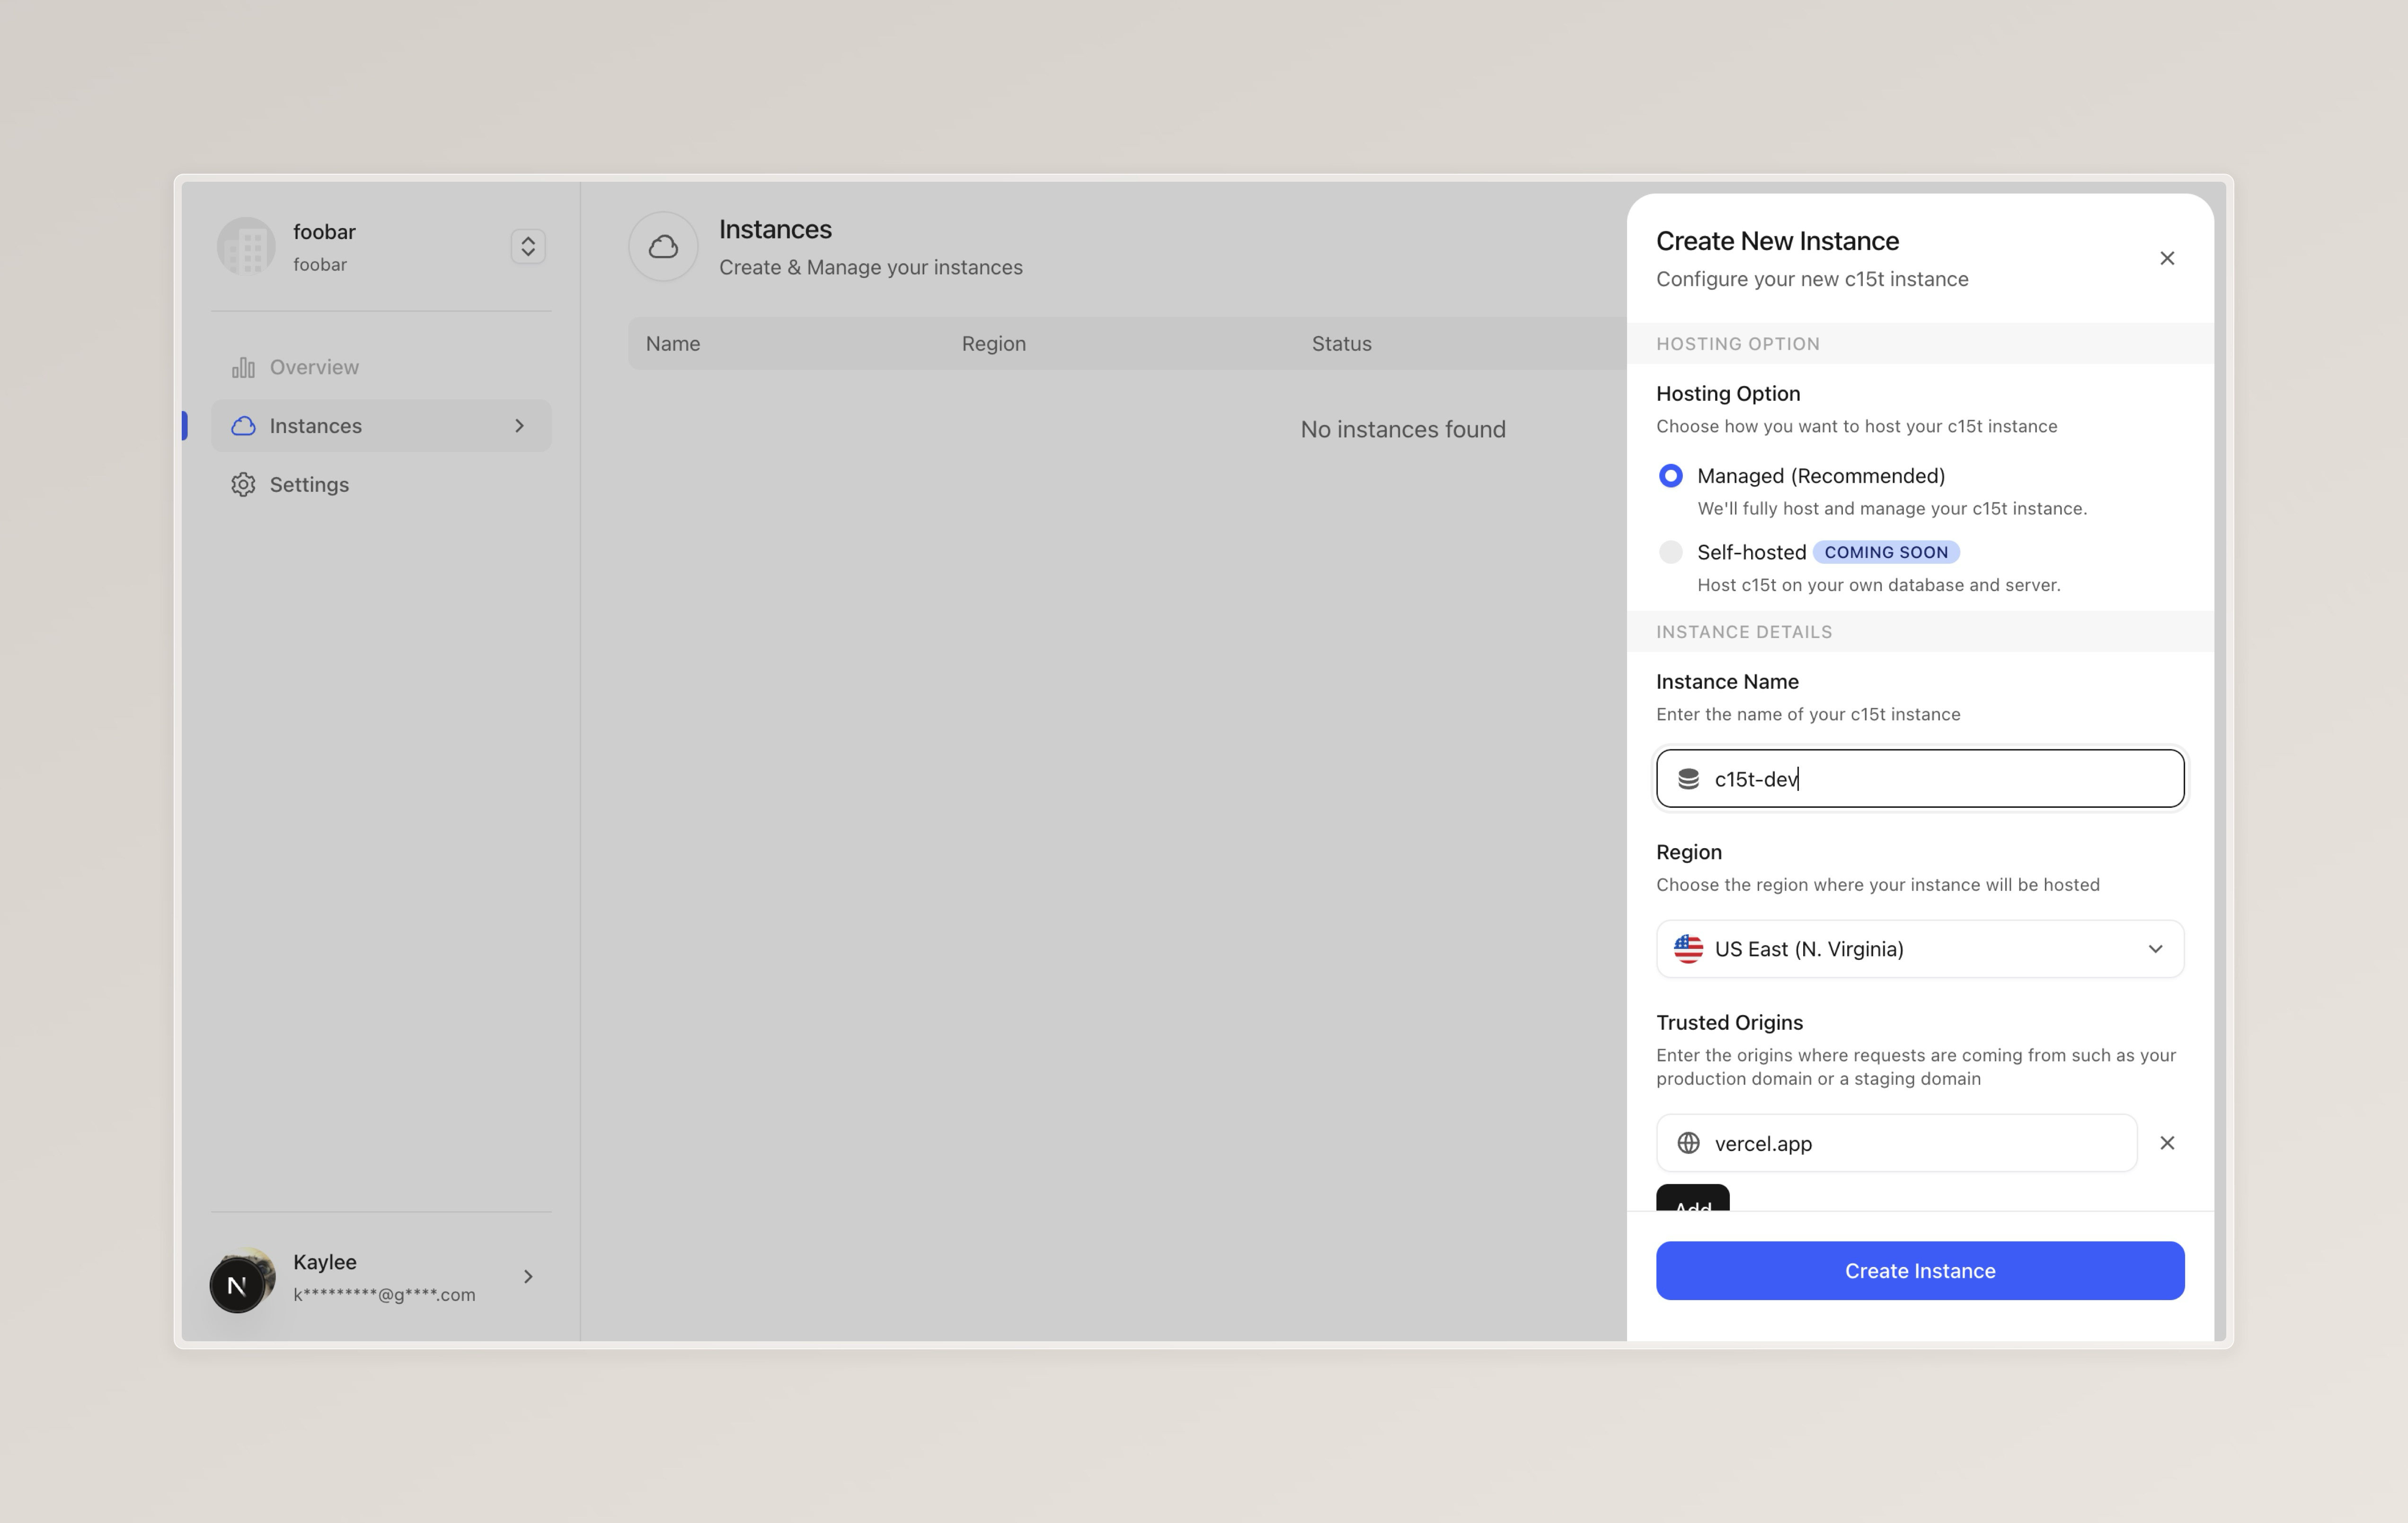 foobar
foobar
Overview
Instances
Settings
Kaylee
k*********@g****.com
N
Instances
Create & Manage your instances
Name
Region
Status
No instances found
Create New Instance
Configure your new c15t instance
HOSTING OPTION
Hosting Option
Choose how you want to host your c15t instance
Managed (Recommended)
We'll fully host and manage your c15t instance.
Self-hosted COMING SOON
Host c15t on your own database and server.
INSTANCE DETAILS
Instance Name
Enter the name of your c15t instance
c15t-dev
Region
Choose the region where your instance will be hosted
US East (N. Virginia)
Trusted Origins
Enter the origins where requests are coming from such as your
production domain or a staging domain
vercel.app
Add
Create Instance